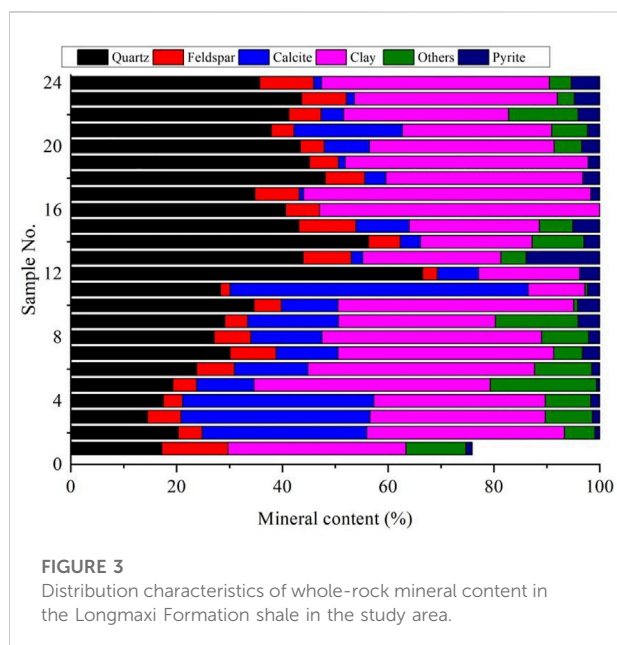 Quartz Feldspar Calcite Clay Others Pyrite
24
20
16
12
8
4
0
Sample No.
0 20 40 60 80 100
Mineral content (%)
FIGURE 3
Distribution characteristics of whole-rock mineral content in
the Longmaxi Formation shale in the study area.